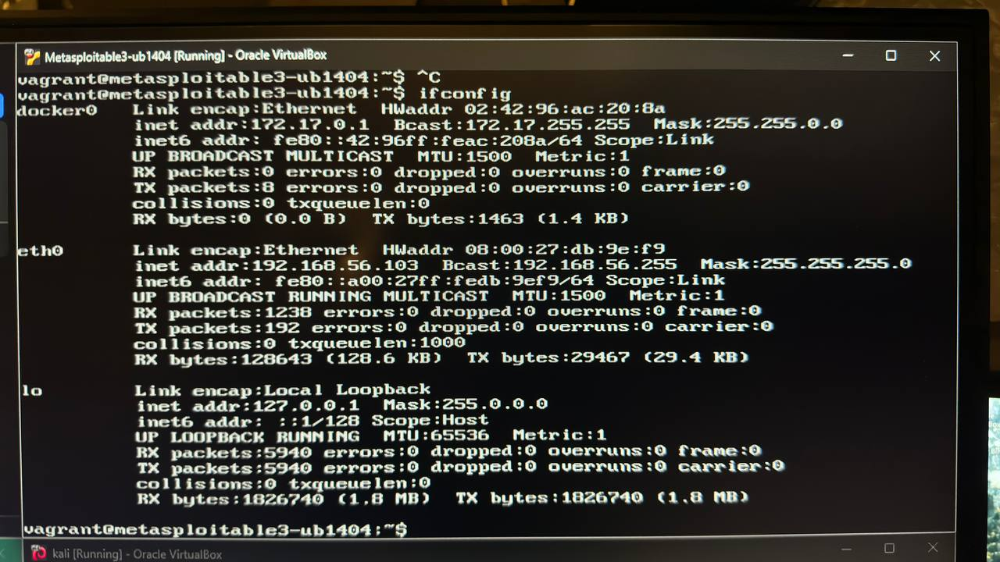 Metasploitable3-ub1404 [Running] - Oracle VirtualBox
vagrant@metasploitable3-ub1404:~$ ^C
vagrant@metasploitable3-ub1404:~$ ifconfig
docker0   Link encap:Ethernet  HWaddr 02:42:96:ac:20:8a
          inet addr:172.17.0.1  Bcast:172.17.255.255  Mask:255.255.0.0
          inet6 addr: fe80::42:96ff:feac:208a/64 Scope:Link
          UP BROADCAST MULTICAST  MTU:1500  Metric:1
          RX packets:0 errors:0 dropped:0 overruns:0 frame:0
          TX packets:8 errors:0 dropped:0 overruns:0 carrier:0
          collisions:0 txqueuelen:0
          RX bytes:0 (0.0 B)  TX bytes:1463 (1.4 KB)
eth0      Link encap:Ethernet  HWaddr 08:00:27:db:9e:f9
          inet addr:192.168.56.103  Bcast:192.168.56.255  Mask:255.255.255.0
          inet6 addr: fe80::a00:27ff:fedb:9ef9/64 Scope:Link
          UP BROADCAST RUNNING MULTICAST  MTU:1500  Metric:1
          RX packets:1238 errors:0 dropped:0 overruns:0 frame:0
          TX packets:192 errors:0 dropped:0 overruns:0 carrier:0
          collisions:0 txqueuelen:1000
          RX bytes:128643 (128.6 KB)  TX bytes:29467 (29.4 KB)
lo        Link encap:Local Loopback
          inet addr:127.0.0.1  Mask:255.0.0.0
          inet6 addr: ::1/128 Scope:Host
          UP LOOPBACK RUNNING  MTU:65536  Metric:1
          RX packets:5940 errors:0 dropped:0 overruns:0 frame:0
          TX packets:5940 errors:0 dropped:0 overruns:0 carrier:0
          collisions:0 txqueuelen:0
          RX bytes:1826740 (1.8 MB)  TX bytes:1826740 (1.8 MB)
vagrant@metasploitable3-ub1404:~$
kali [Running] - Oracle VirtualBox